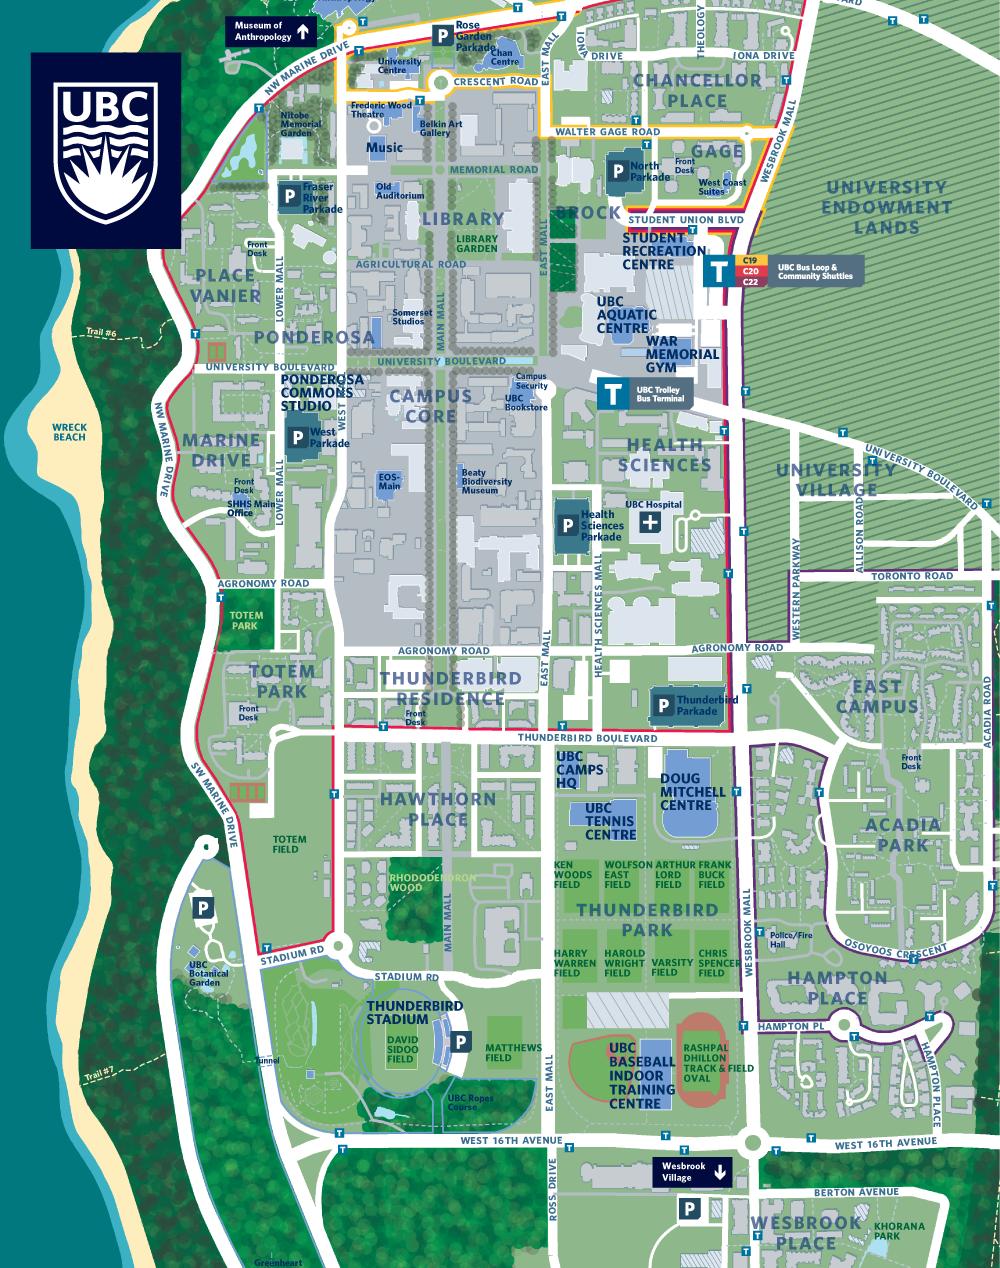 Museum of
Anthropology
Rose
Garden
Parkade
University
Centre
Chan
Centre
NW MARINE DRIVE
CRESCENT ROAD
EAST MALL
IONA
DRIVE
THEOLOGY
IONA DRIVE
CHANCELLOR
PLACE
UBC
Frederic Wood
Theatre
Belkin Art
Gallery
Nitobe
Memorial
Garden
Music
WALTER GAGE ROAD
GAGE
WESBROOK MALL
MEMORIAL ROAD
P North
Parkade
Front
Desk
West Coast
Suites
P Fraser
River
Parkade
Old
Auditorium
UNIVERSITY
ENDOWMENT
LANDS
LIBRARY
BROCK
STUDENT UNION BLVD
LIBRARY
GARDEN
EAST MALL
STUDENT
RECREATION
CENTRE
Front
Desk
AGRICULTURAL ROAD
T
C19
C20
C22
UBC Bus Loop &
Community Shuttles
PLACE
VANIER
LOWER MALL
MAIN MALL
Somerset
Studios
UBC
AQUATIC
CENTRE
Trail #6
PONDEROSA
WAR
MEMORIAL
GYM
UNIVERSITY BOULEVARD
UNIVERSITY BOULEVARD
PONDEROSA
COMMONS
STUDIO
WEST
CAMPUS
CORE
Campus
Security
UBC
Bookstore
T
UBC Trolley
Bus Terminal
WRECK
BEACH
NW MARINE DRIVE
MARINE
DRIVE
P West
Parkade
HEALTH
SCIENCES
UNIVERSITY BOULEVARD
UNIVERSITY
VILLAGE
LOWER MALL
Front
Desk
SHHS Main
Office
EOS-
Main
Beaty
Biodiversity
Museum
P Health
Sciences
Parkade
UBC Hospital
ALLISON ROAD
WESTERN PARKWAY
TORONTO ROAD
AGRONOMY ROAD
HEALTH SCIENCES MALL
TOTEM
PARK
AGRONOMY ROAD
EAST MALL
AGRONOMY ROAD
TOTEM
PARK
THUNDERBIRD
RESIDENCE
EAST
CAMPUS
ACADIA ROAD
Front
Desk
Front
Desk
P Thunderbird
Parkade
THUNDERBIRD BOULEVARD
SW MARINE DRIVE
UBC
CAMPS
HQ
DOUG
MITCHELL
CENTRE
Front
Desk
HAWTHORN
PLACE
UBC
TENNIS
CENTRE
ACADIA
PARK
TOTEM
FIELD
RHODODENDRON
WOOD
KEN
WOODS
FIELD
WOLFSON
EAST
FIELD
ARTHUR
LORD
FIELD
FRANK
BUCK
FIELD
P
MAIN MALL
THUNDERBIRD
PARK
WESBROOK MALL
Police/Fire
Hall
OSOYOOS CRESCENT
STADIUM RD
STADIUM RD
UBC
Botanical
Garden
HARRY
WARREN
FIELD
HAROLD
WRIGHT
FIELD
VARSITY
FIELD
CHRIS
SPENCER
FIELD
HAMPTON
PLACE
THUNDERBIRD
STADIUM
DAVID
SIDOO
FIELD
P
MATTHEWS
FIELD
HAMPTON PL
HAMPTON PLACE
UBC
BASEBALL
INDOOR
TRAINING
CENTRE
RASHPAL
DHILLON
TRACK & FIELD
OVAL
Tunnel
Trail #7
UBC Ropes
Course
EAST MALL
WEST 16TH AVENUE
WEST 16TH AVENUE
Wesbrook
Village
ROSS DRIVE
P
BERTON AVENUE
WESBROOK
PLACE
KHORANA
PARK
Greenheart